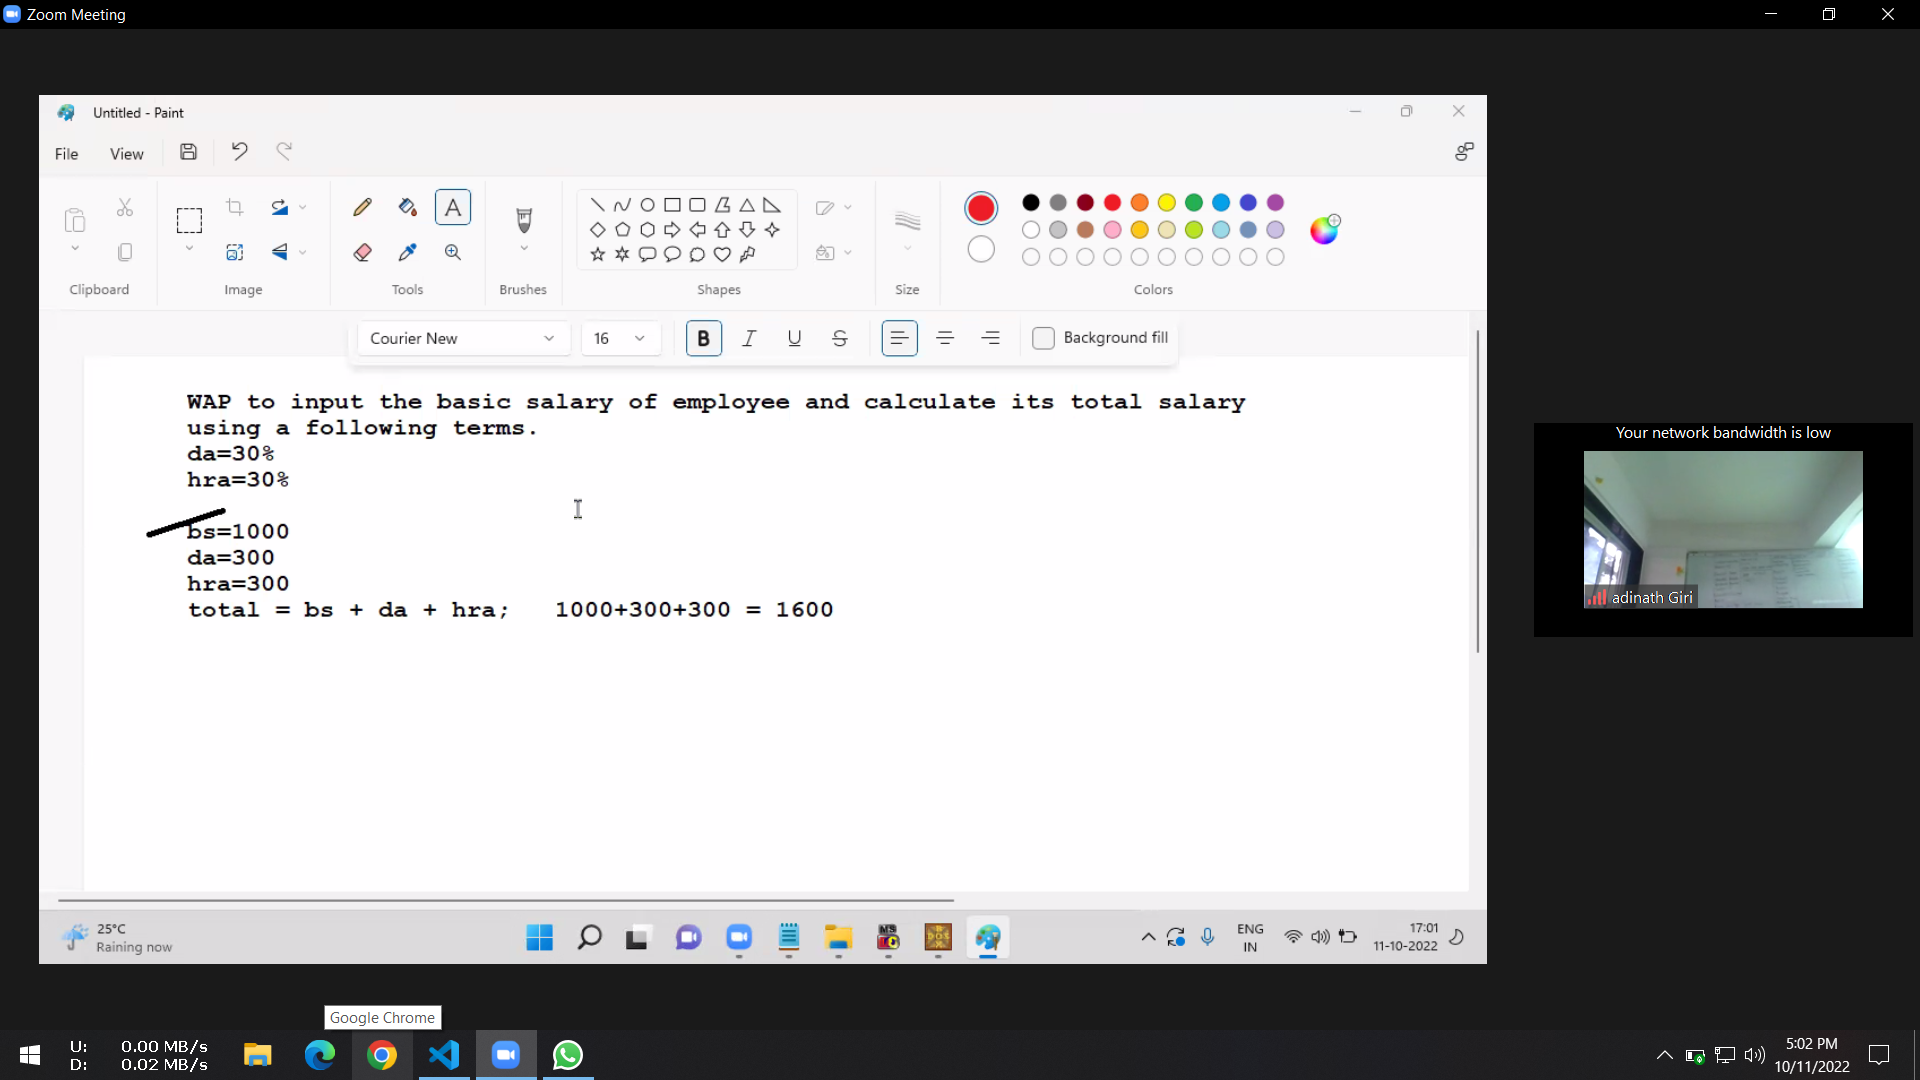 Zoom Meeting
Untitled - Paint
File View
Clipboard
Image
Tools
Brushes
Shapes
Size
Colors
Courier New 16 B I U S Background fill
WAP to input the basic salary of employee and calculate its total salary
using a following terms.
da=30%
hra=30%
bs=1000
da=300
hra=300
total = bs + da + hra; 1000+300+300 = 1600
Your network bandwidth is low
adinath Giri
25°C
Raining now
ENG
IN
17:01
11-10-2022
Google Chrome
U: 0.00 MB/s
D: 0.02 MB/s
5:02 PM
10/11/2022